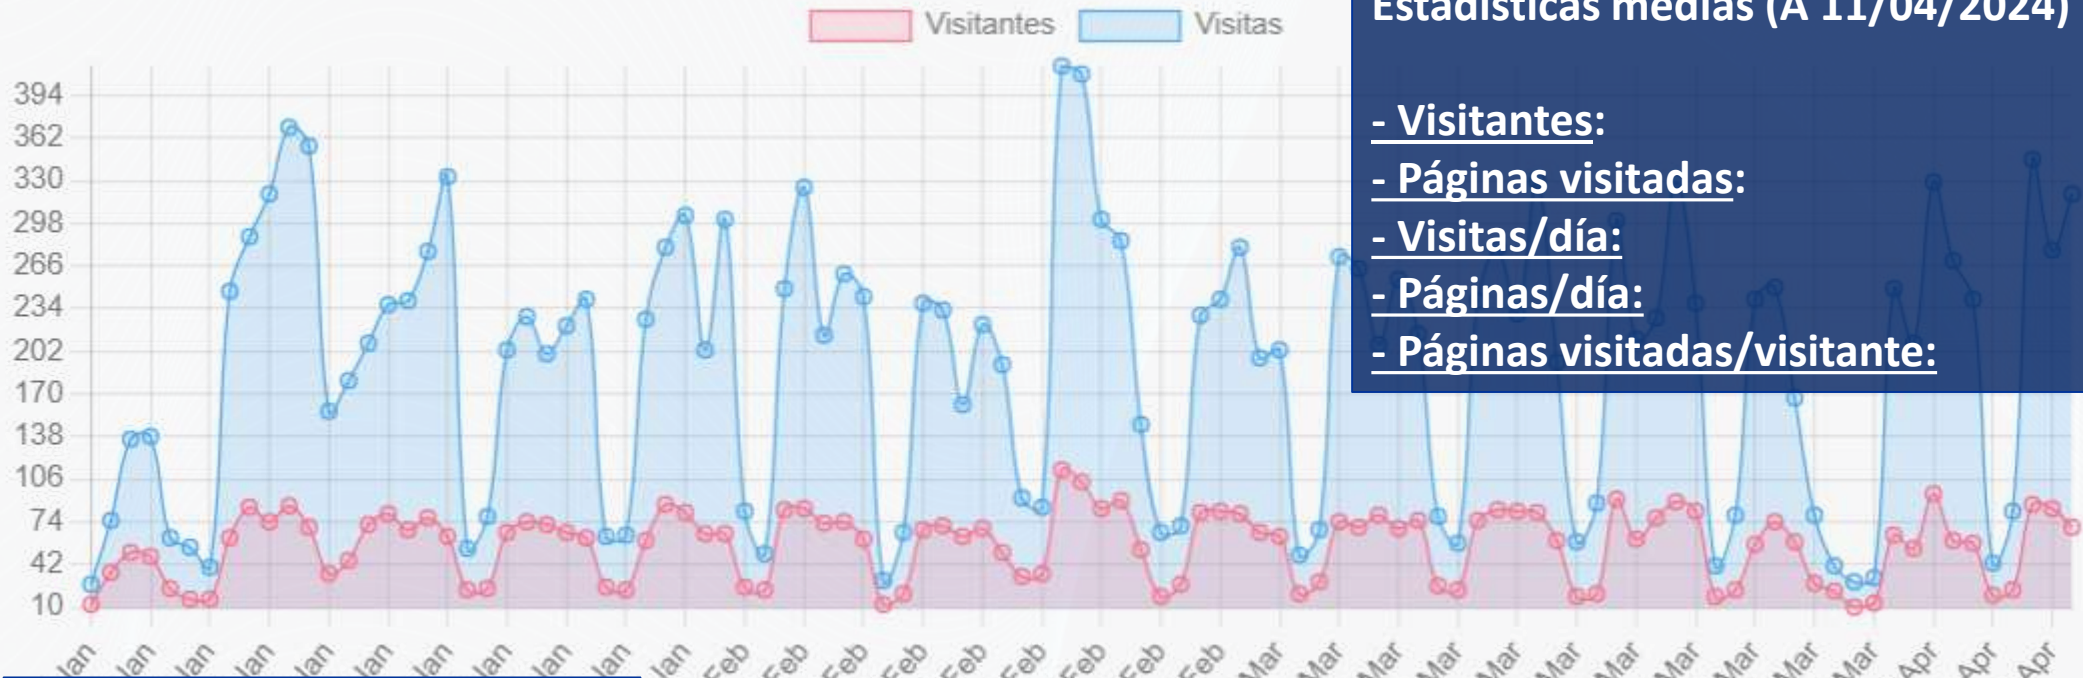 Visitantes Visitas
Estadísticas medias (A 11/04/2024)
- Visitantes:
- Páginas visitadas:
- Visitas/día:
- Páginas/día:
- Páginas visitadas/visitante:
394
362
330
298
266
234
202
170
138
106
74
42
10
Jan Jan Jan Jan Jan Jan Jan Jan Jan Jan Jan Feb Feb Feb Feb Feb Feb Feb Feb Feb Mar Mar Mar Mar Mar Mar Mar Mar Mar Mar Mar Apr Apr Apr